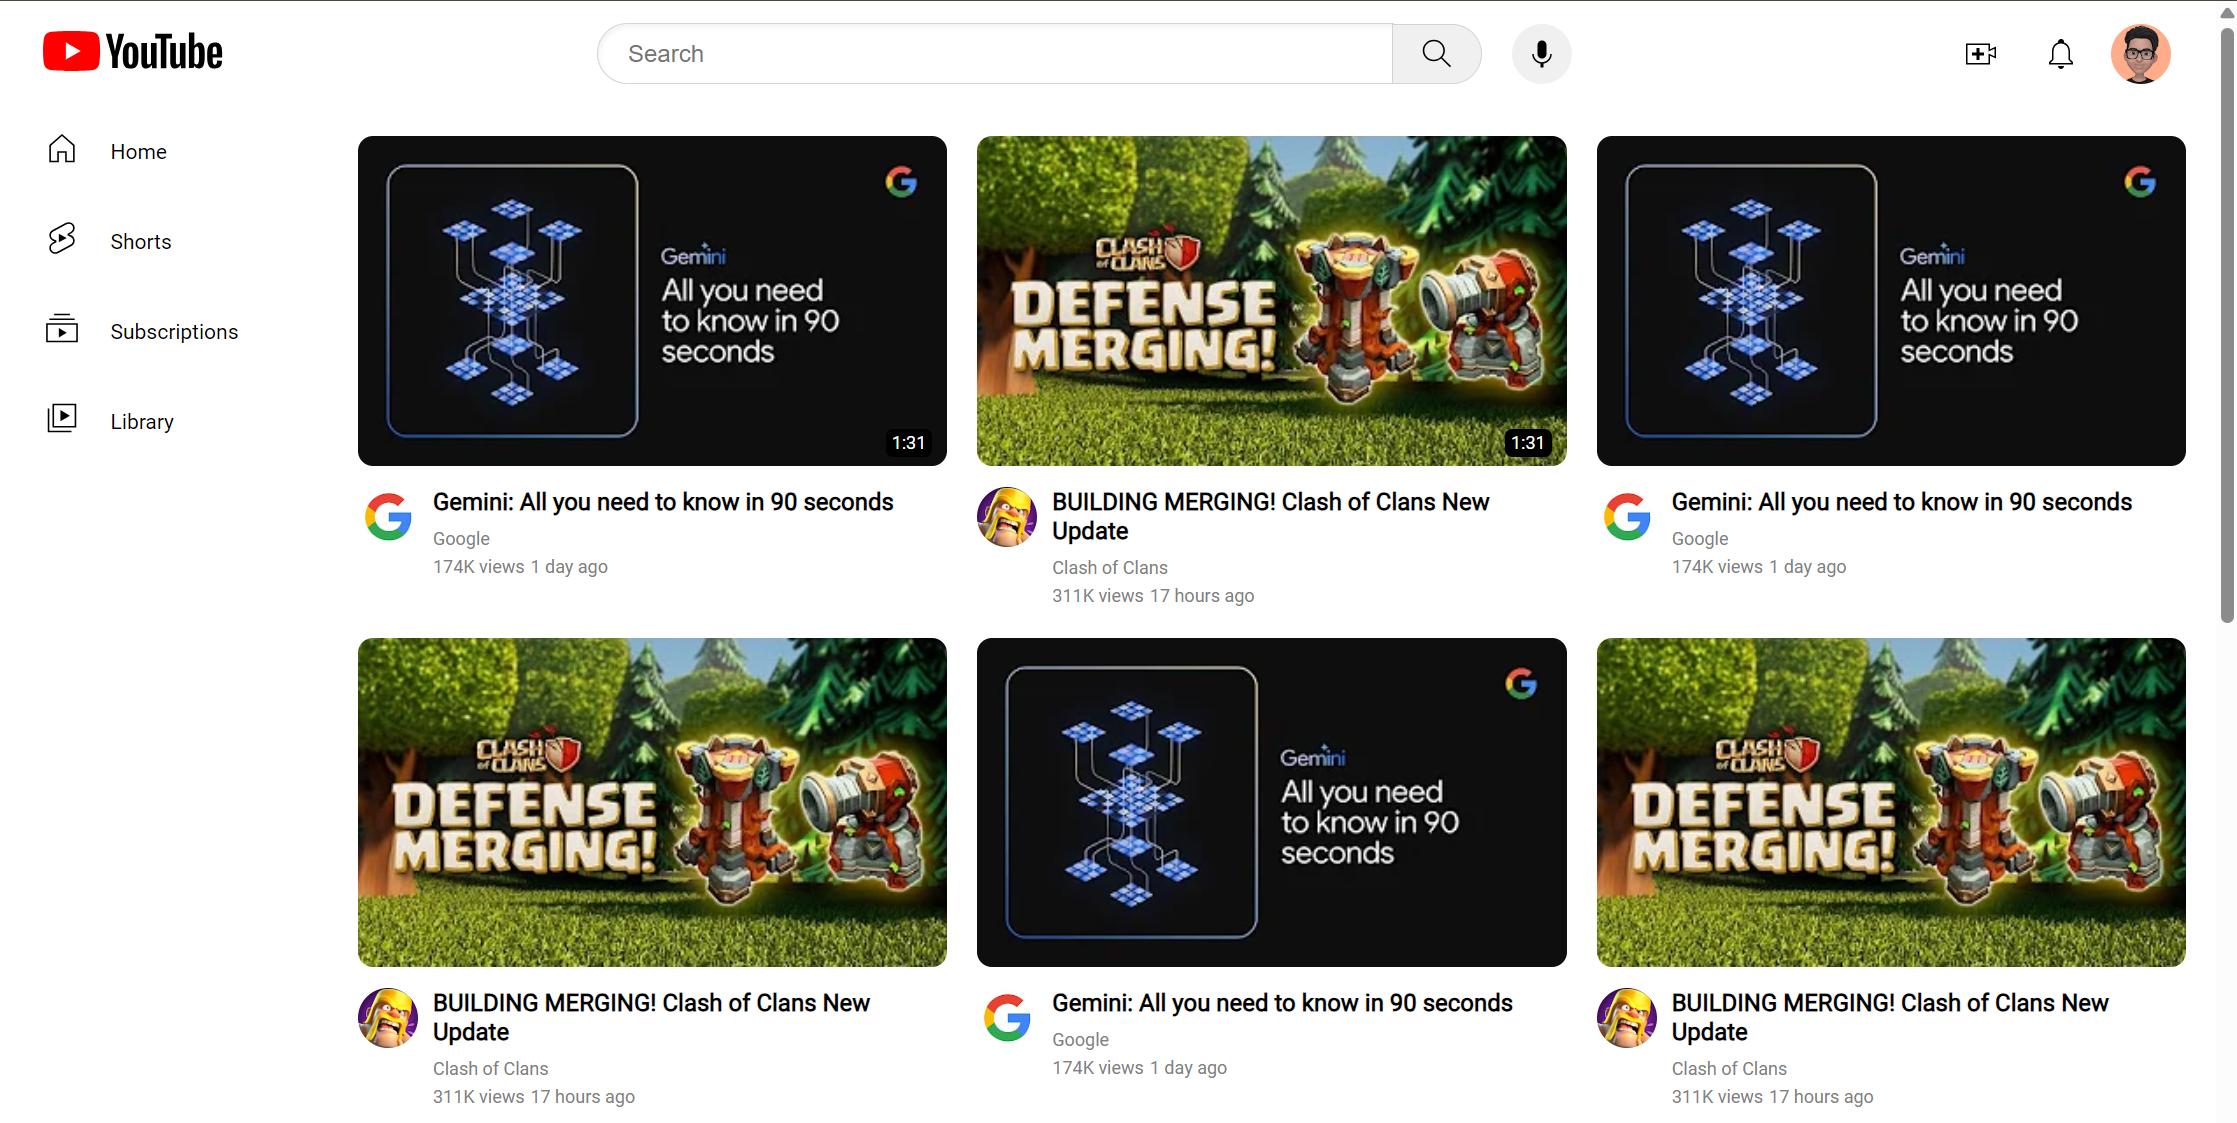 YouTube
Search
Home
Shorts
Subscriptions
Library
Gemini
All you need
to know in 90
seconds
1:31
Gemini: All you need to know in 90 seconds
Google
174K views 1 day ago
CLASH
OF CLANS
DEFENSE
MERGING!
1:31
BUILDING MERGING! Clash of Clans New
Update
Clash of Clans
311K views 17 hours ago
Gemini
All you need
to know in 90
seconds
Gemini: All you need to know in 90 seconds
Google
174K views 1 day ago
CLASH
OF CLANS
DEFENSE
MERGING!
BUILDING MERGING! Clash of Clans New
Update
Clash of Clans
311K views 17 hours ago
Gemini
All you need
to know in 90
seconds
Gemini: All you need to know in 90 seconds
Google
174K views 1 day ago
CLASH
OF CLANS
DEFENSE
MERGING!
BUILDING MERGING! Clash of Clans New
Update
Clash of Clans
311K views 17 hours ago